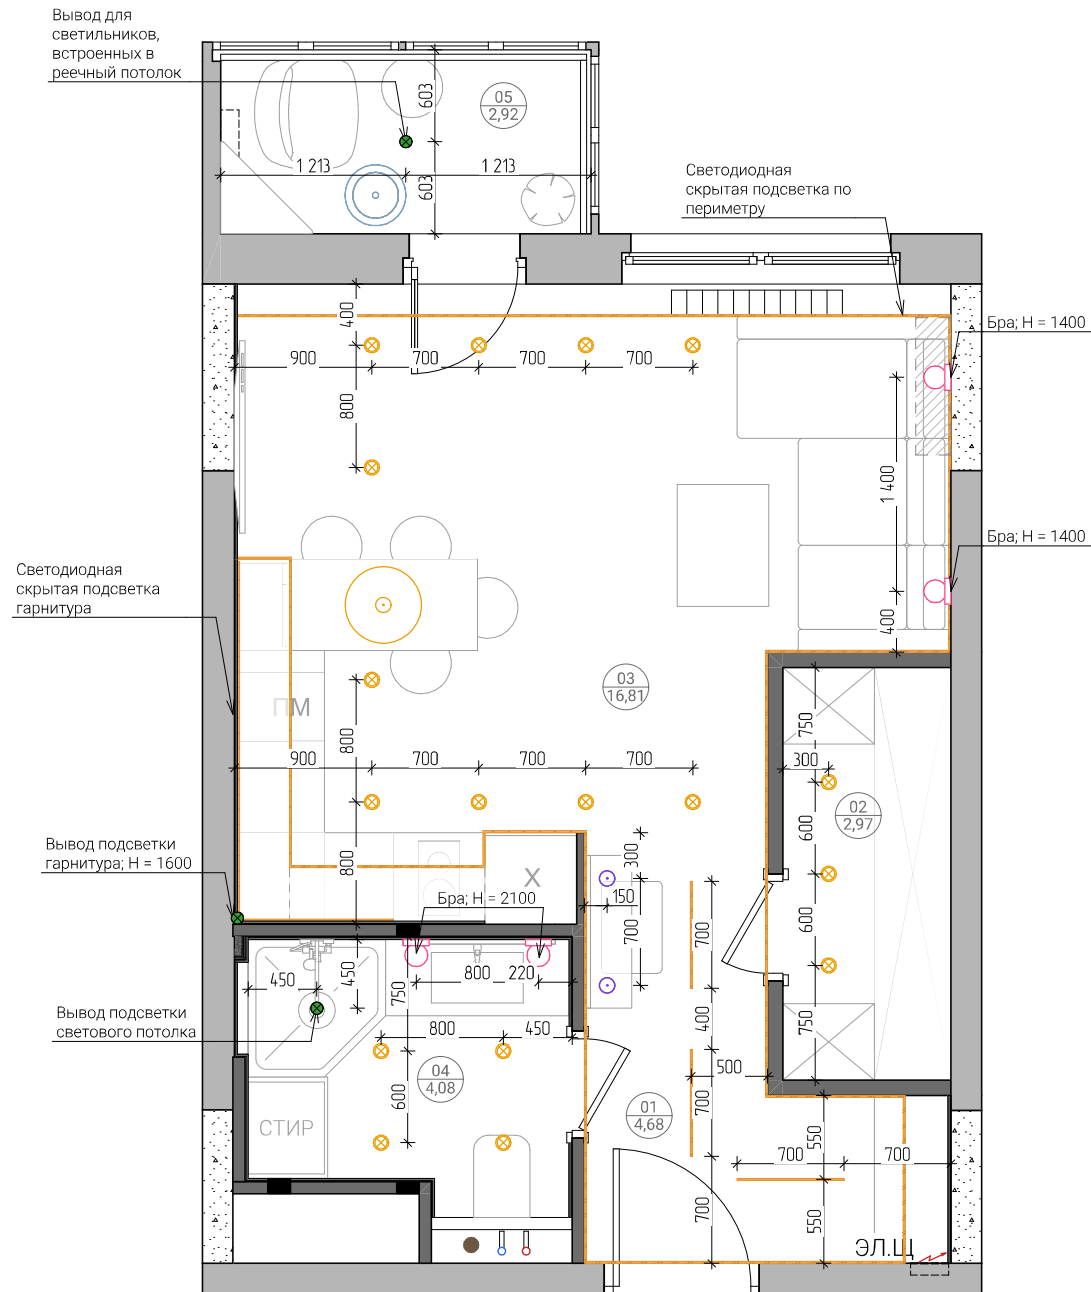 Вывод для
светильников,
встроенных в
реечный потолок
603
05
2,92
1 213
1 213
603
Светодиодная
скрытая подсветка по
периметру
400
Бра; H = 1400
900
700
700
700
800
1 400
Бра; H = 1400
Светодиодная
скрытая подсветка
гарнитура
400
03
16,81
ПМ
750
800
900
700
700
700
300
02
2,97
600
Вывод подсветки
гарнитура; H = 1600
800
300
X
Бра; H = 2100
150
700
700
600
450
450
750
800
220
Вывод подсветки
светового потолка
400
750
800
450
04
4,08
600
500
СТИР
01
4,68
700
550
700
700
700
550
ЭЛ.Щ